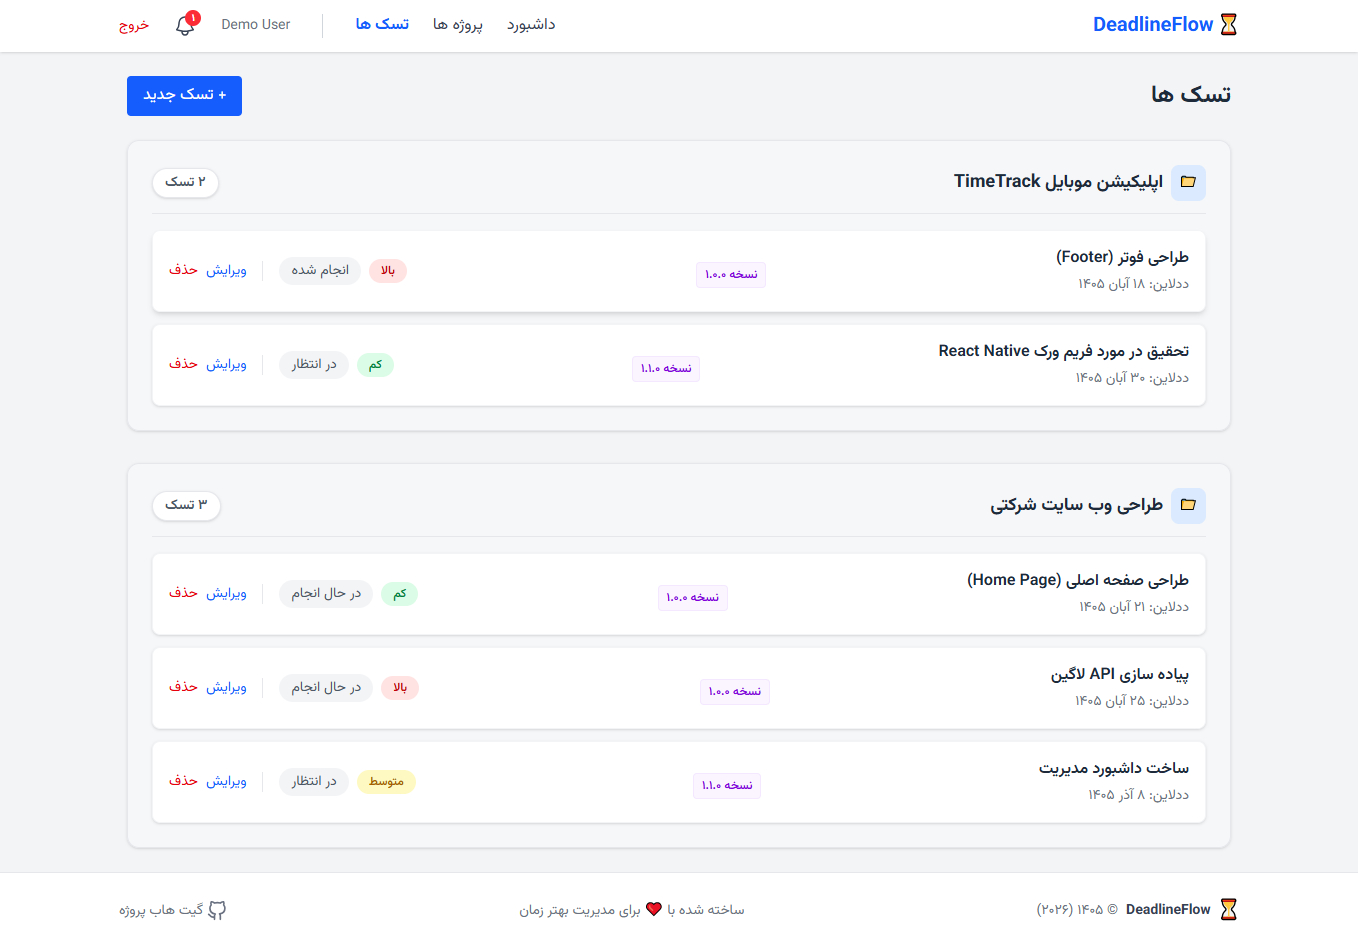 DeadlineFlow
داشبورد
پروژه ها
تسک ها
Demo User
۱
خروج
تسک ها
+ تسک جدید
اپلیکیشن موبایل TimeTrack
۲ تسک
طراحی فوتر (Footer)
ددلاین: ۱۸ آبان ۱۴۰۵
نسخه ۱.۰.۰
بالا
انجام شده
ویرایش
حذف
تحقیق در مورد فریم ورک React Native
ددلاین: ۳۰ آبان ۱۴۰۵
نسخه ۱.۱.۰
کم
در انتظار
ویرایش
حذف
طراحی وب سایت شرکتی
۳ تسک
طراحی صفحه اصلی (Home Page)
ددلاین: ۲۱ آبان ۱۴۰۵
نسخه ۱.۰.۰
کم
در حال انجام
ویرایش
حذف
پیاده سازی API لاگین
ددلاین: ۲۵ آبان ۱۴۰۵
نسخه ۱.۰.۰
بالا
در حال انجام
ویرایش
حذف
ساخت داشبورد مدیریت
ددلاین: ۸ آذر ۱۴۰۵
نسخه ۱.۱.۰
متوسط
در انتظار
ویرایش
حذف
DeadlineFlow © ۱۴۰۵ (۲۰۲۶)
ساخته شده با ❤️ برای مدیریت بهتر زمان
گیت هاب پروژه